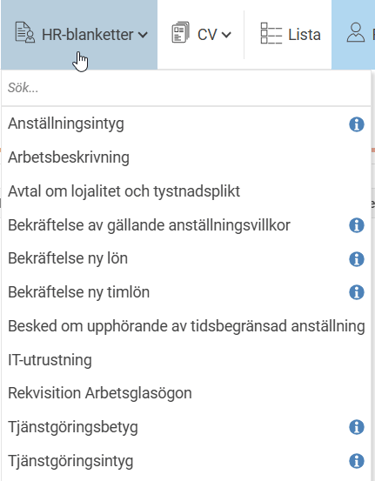 HR-blanketter
CV
Lista
Sök...
Anställningsintyg
Arbetsbeskrivning
Avtal om lojalitet och tystnadsplikt
Bekräftelse av gällande anställningsvillkor
Bekräftelse ny lön
Bekräftelse ny timlön
Besked om upphörande av tidsbegränsad anställning
IT-utrustning
Rekvisition Arbetsglasögon
Tjänstgöringsbetyg
Tjänstgöringsintyg